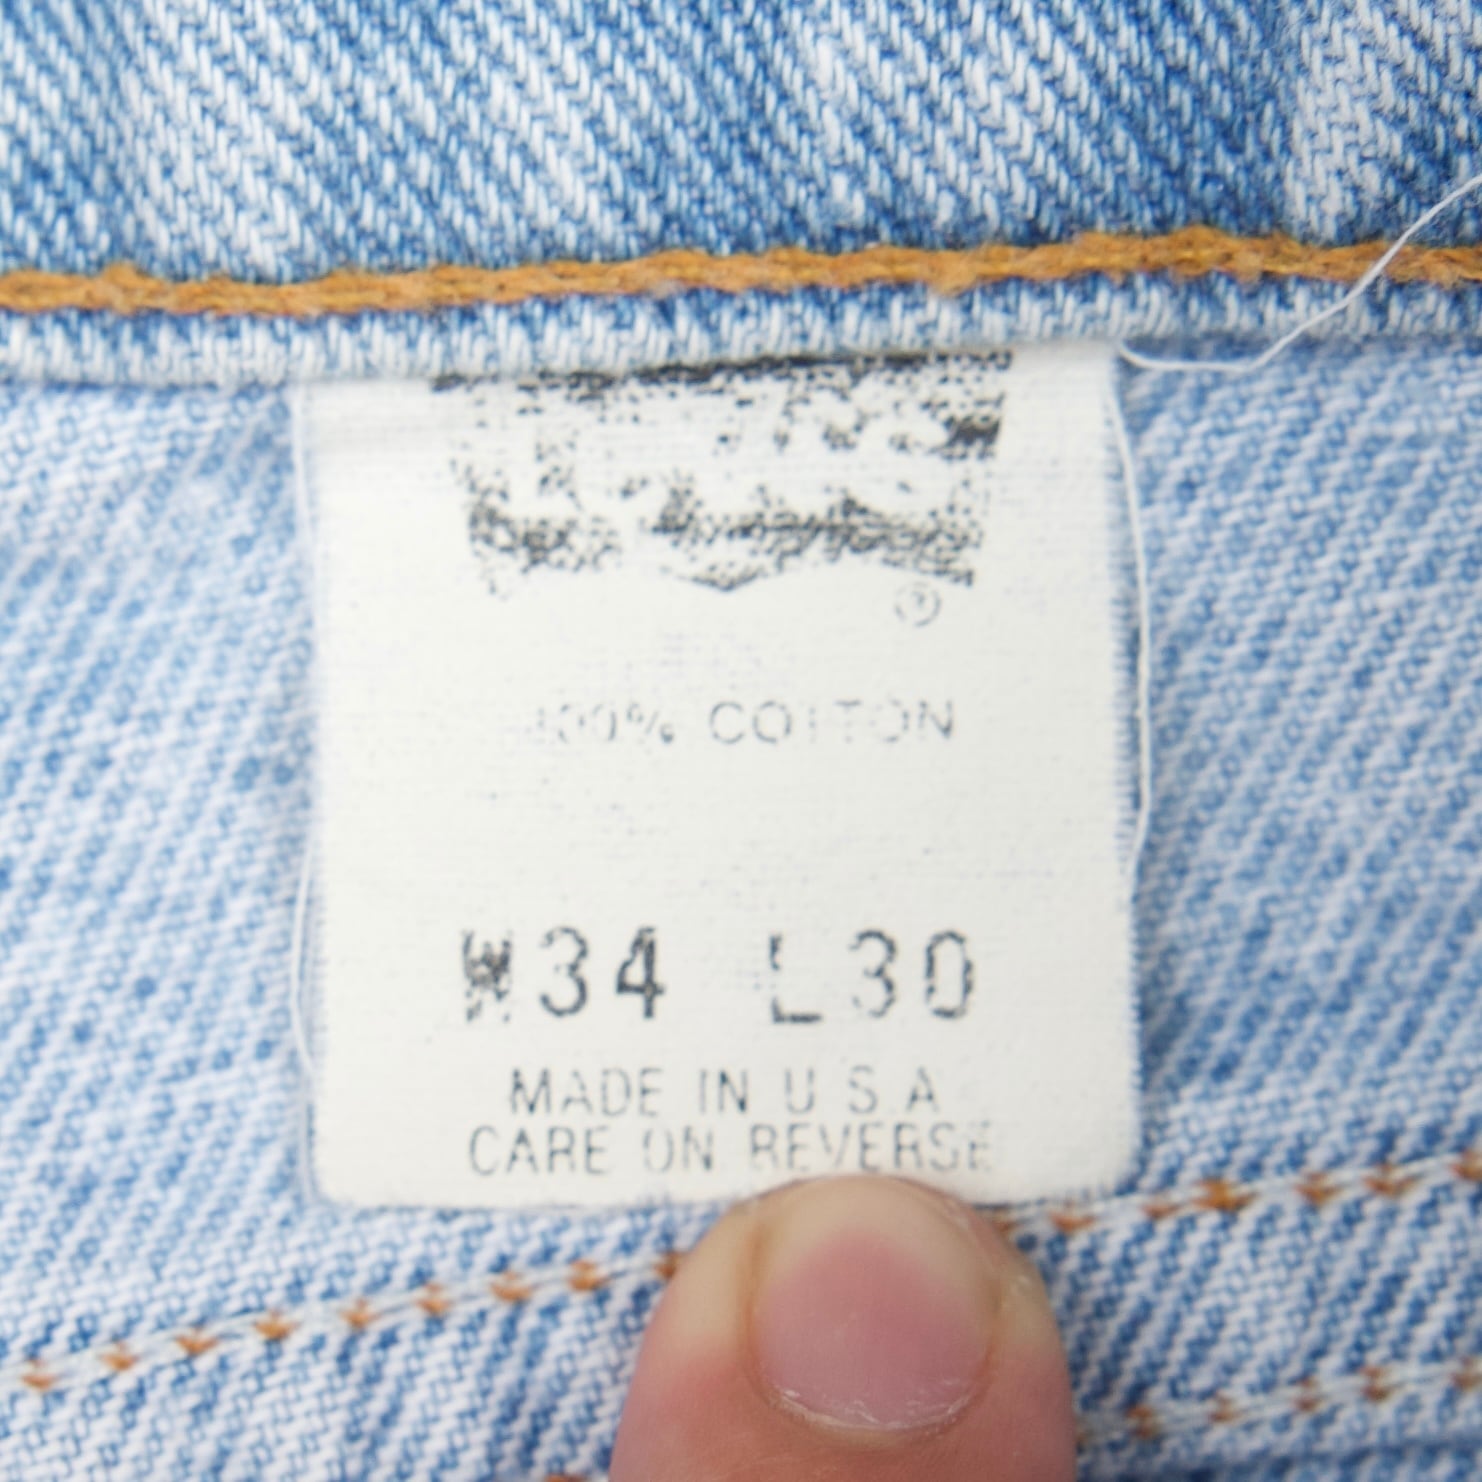 ®
100% COTTON
W34 L30
MADE IN U S A
CARE ON REVERSE